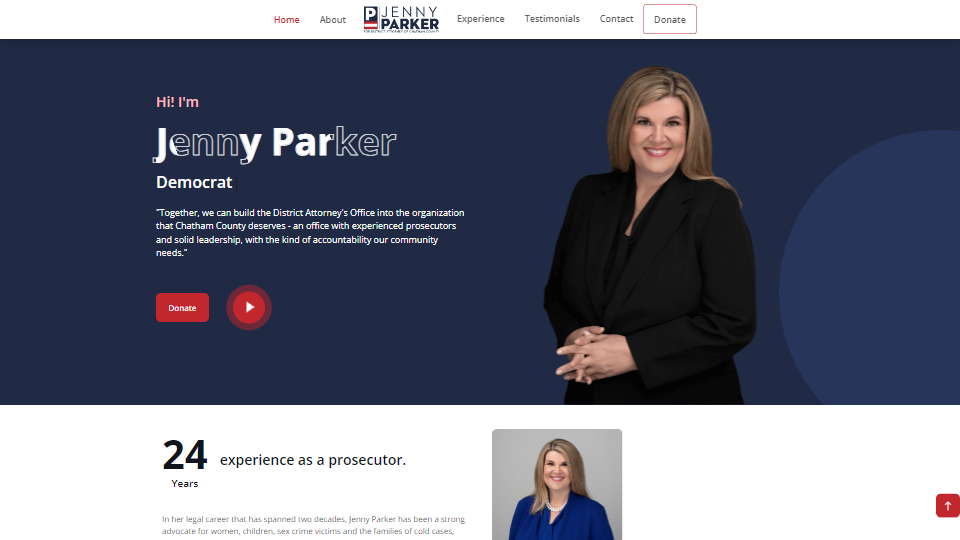 Home
About
P JENNY
PARKER
FOR DISTRICT ATTORNEY OF CHATHAM COUNTY
Experience
Testimonials
Contact
Donate
Hi! I'm
Jenny Parker
Democrat
"Together, we can build the District Attorney's Office into the organization
that Chatham County deserves - an office with experienced prosecutors
and solid leadership, with the kind of accountability our community
needs."
Donate
24
experience as a prosecutor.
Years
In her legal career that has spanned two decades, Jenny Parker has been a strong
advocate for women, children, sex crime victims and the families of cold cases,